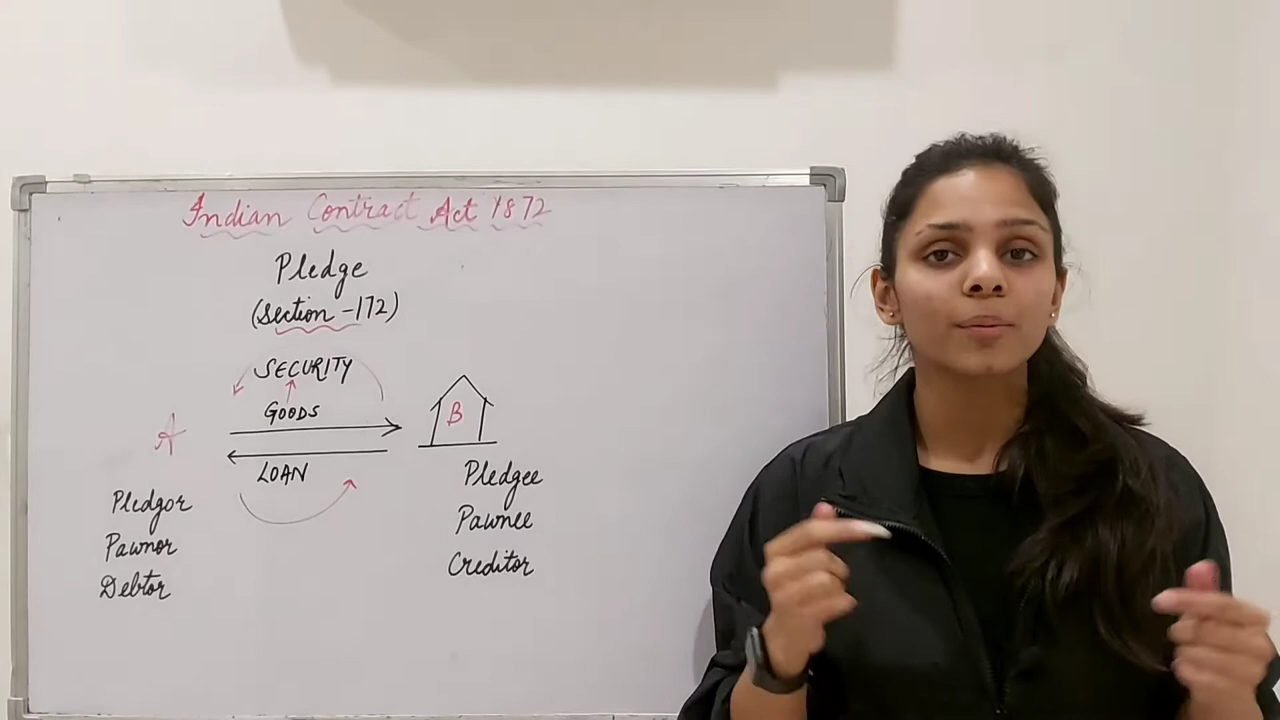 Indian Contract Act 1872
Pledge
(Section -172)
SECURITY
GOODS
A
B
LOAN
Pledgor
Pawnor
Debtor
Pledgee
Pawnee
Creditor